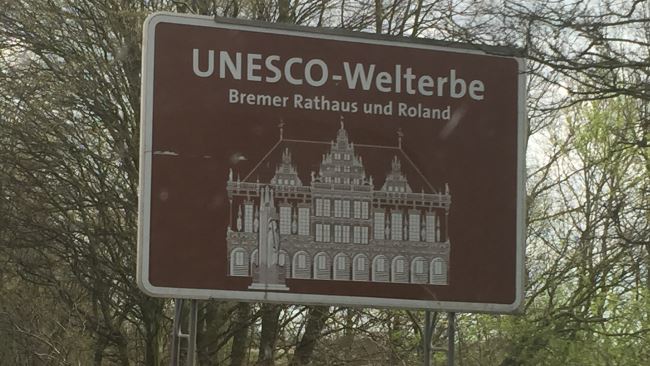 UNESCO-Welterbe
Bremer Rathaus und Roland